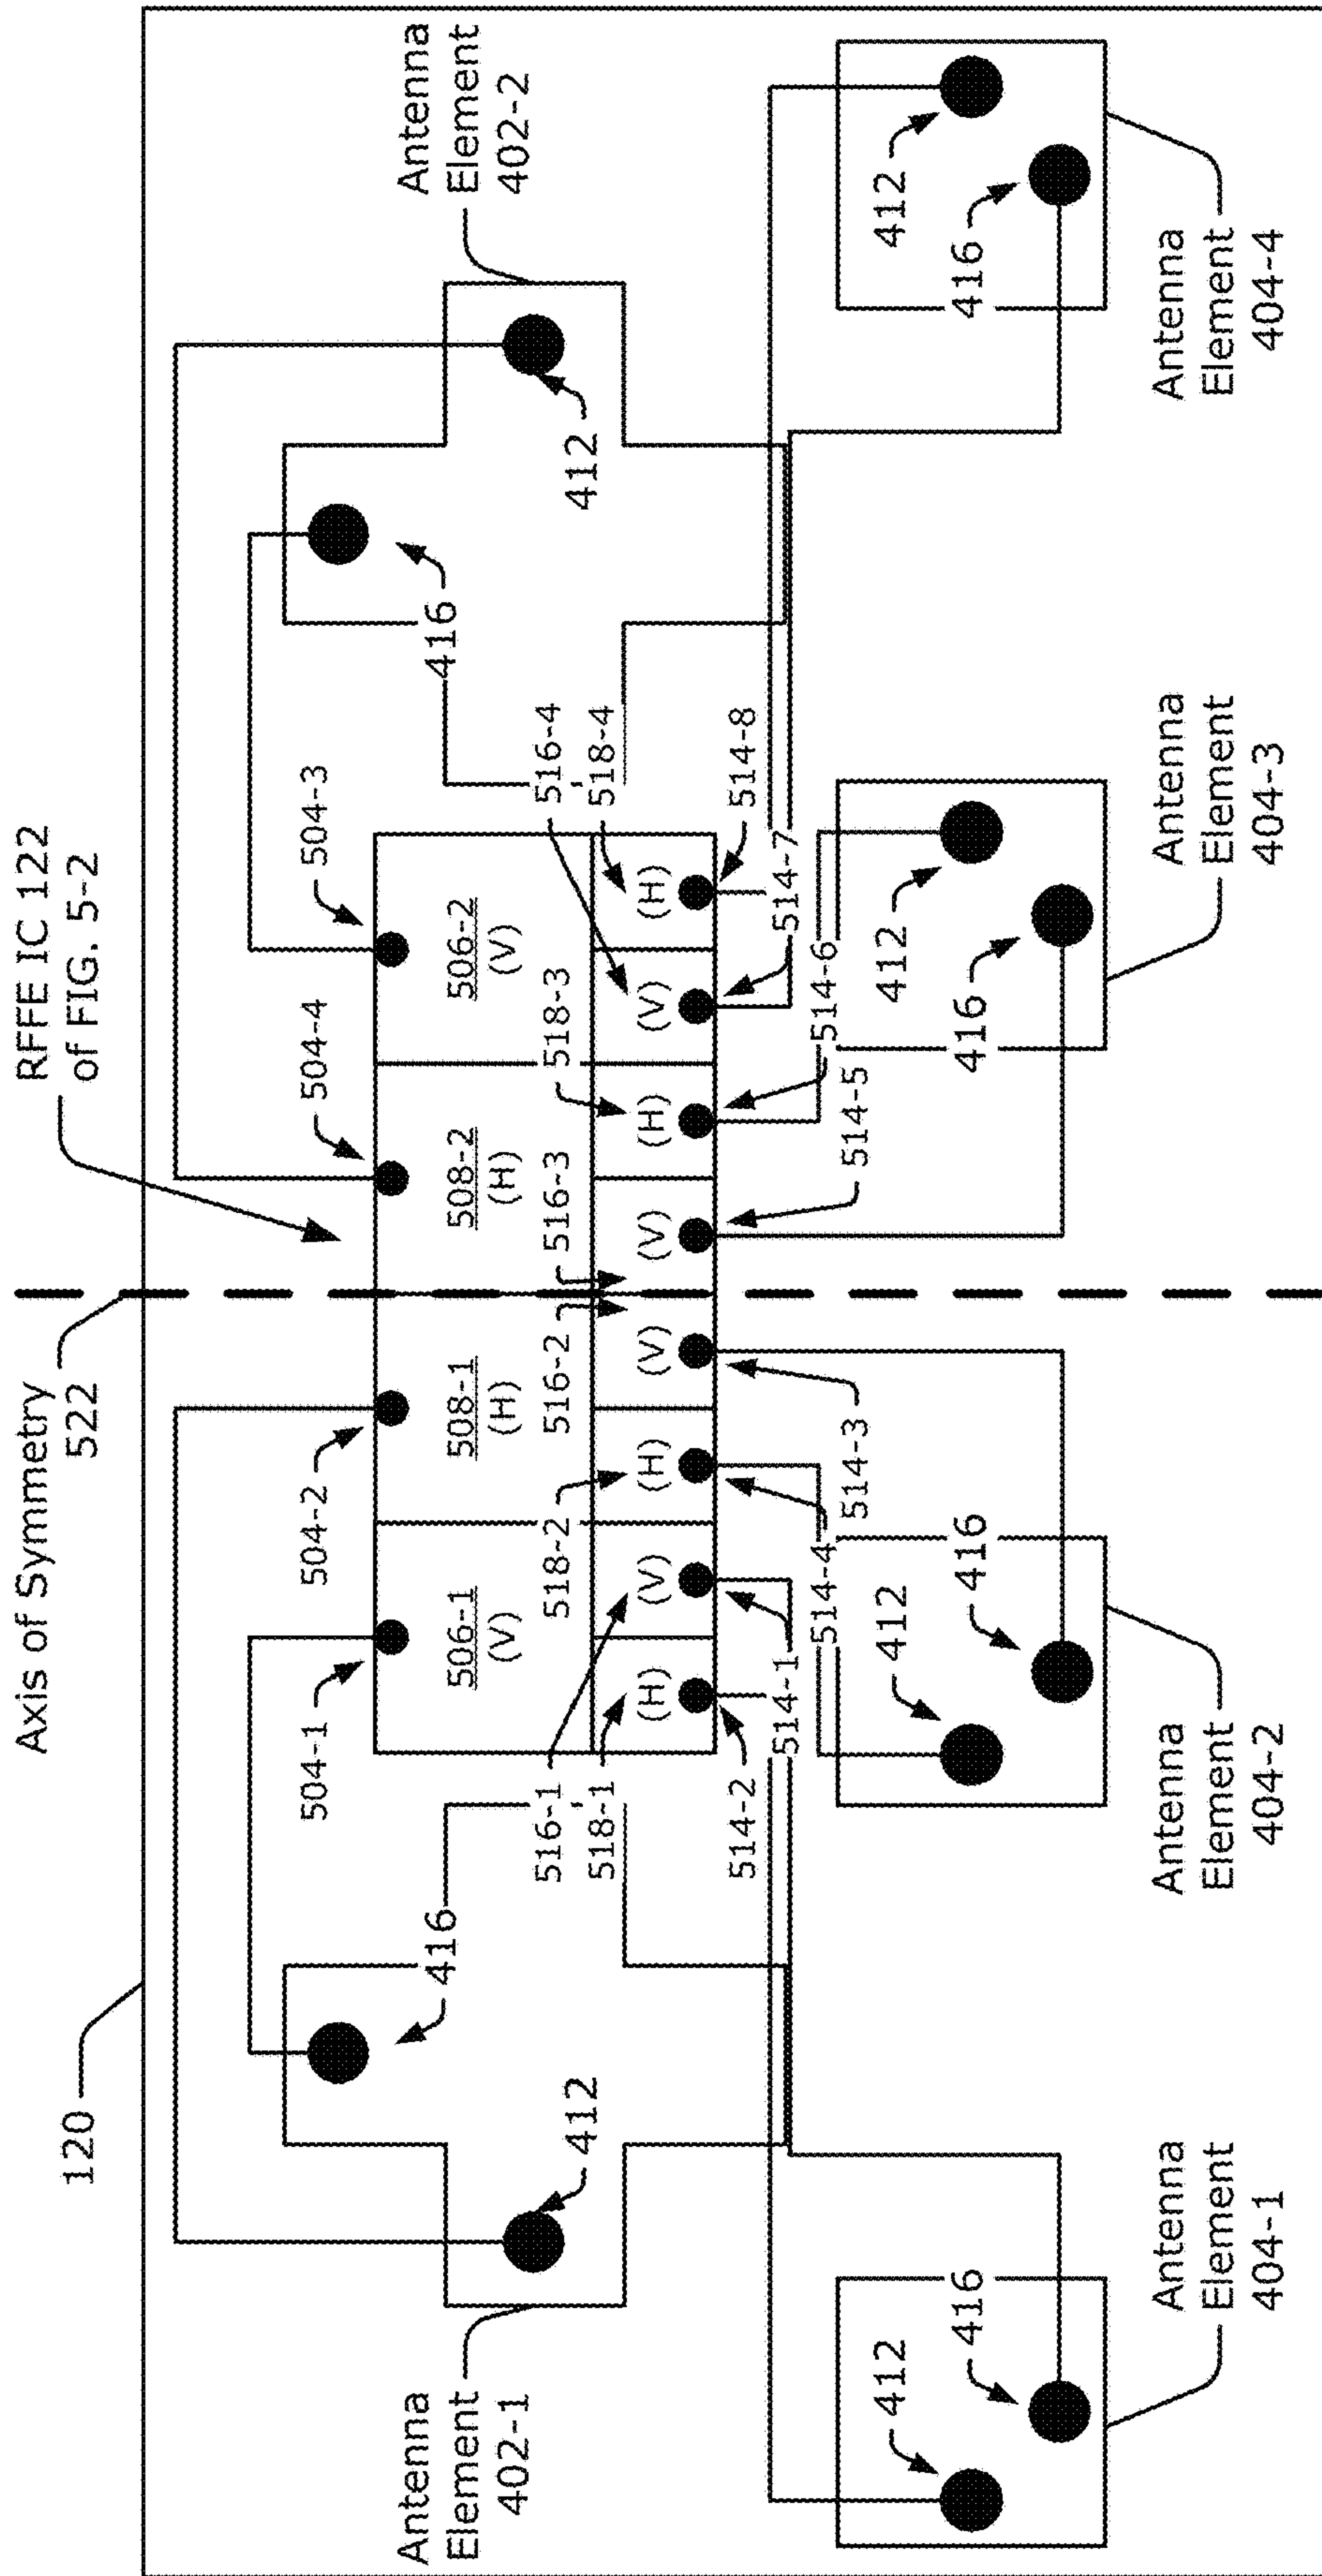 120
Axis of Symmetry
522
RFFE IC 122
of FIG. 5-2
504-1
504-2
504-4
504-3
Antenna
Element
402-1
412
416
506-1
(V)
508-1
(H)
508-2
(H)
506-2
(V)
416
412
Antenna
Element
402-2
516-1
518-1
518-2
516-2
516-3
518-3
516-4
518-4
(H)
(V)
(H)
(V)
(V)
(H)
(V)
(H)
514-2
514-1
514-4
514-3
514-5
514-6
514-7
514-8
412
416
412
416
412
416
412
416
Antenna
Element
404-1
Antenna
Element
404-2
Antenna
Element
404-3
Antenna
Element
404-4